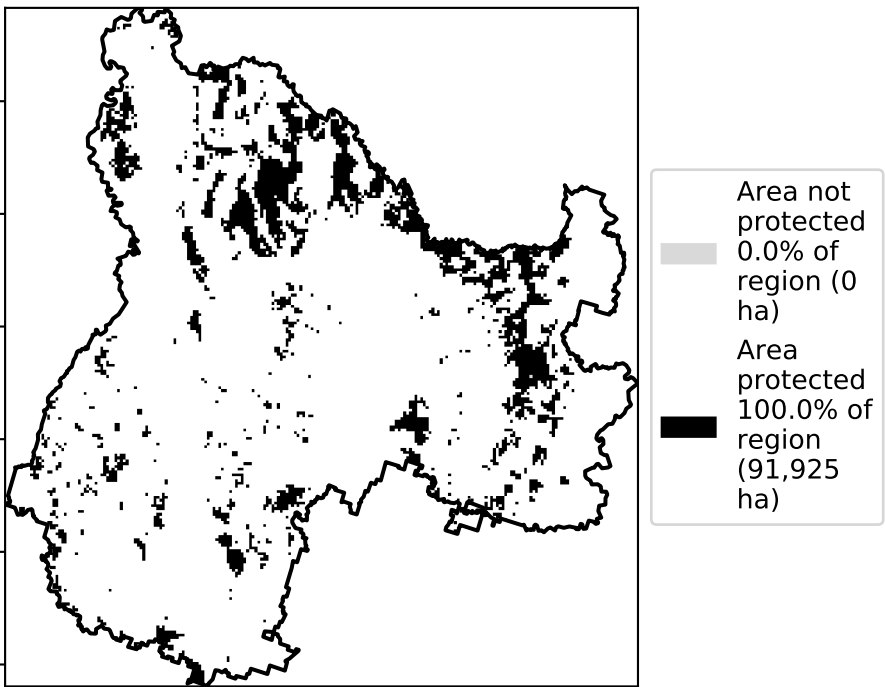 Area not
protected
0.0% of
region (0
ha)
Area
protected
100.0% of
region
(91,925
ha)